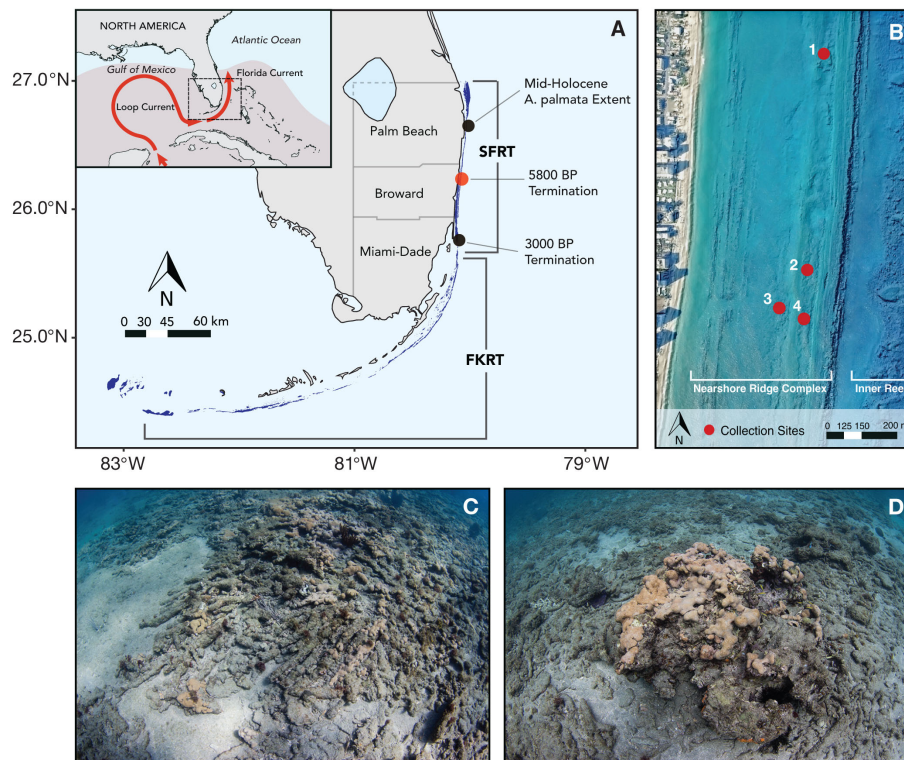 NORTH AMERICA
Atlantic Ocean
Gulf of Mexico
Florida Current
Loop Current
A
27.0°N
26.0°N
25.0°N
Mid-Holocene
A. palmata Extent
Palm Beach
SFRT
5800 BP
Termination
Broward
3000 BP
Termination
Miami-Dade
N
0 30 45 60 km
FKRT
83°W
81°W
79°W
B
1
2
3
4
Nearshore Ridge Complex
Inner Ree
N
Collection Sites
0 125 150 200 m
C
D